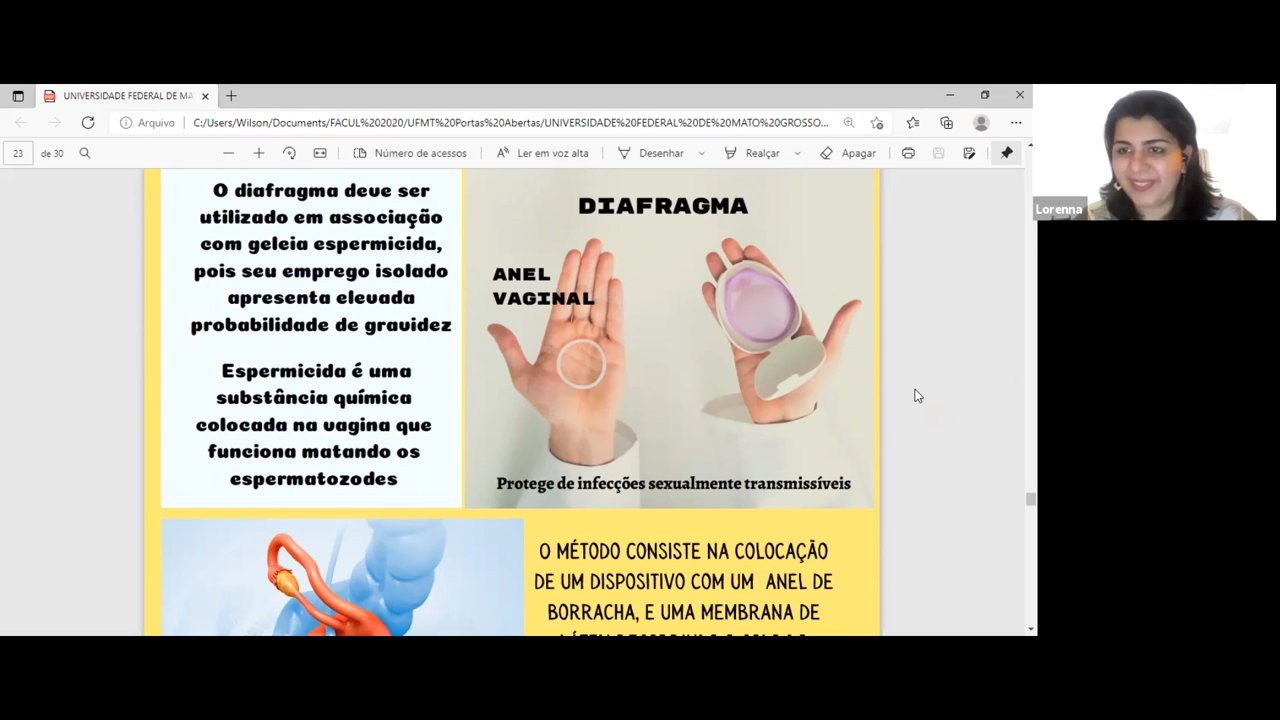 UNIVERSIDADE FEDERAL DE MA
Arquivo
C:/Users/Wilson/Documents/FACUL%202020/UFMT%20Portas%20Abertas/UNIVERSIDADE%20FEDERAL%20DE%20MATO%20GROSSO...
23 de 30
Número de acessos
Ler em voz alta
Desenhar
Realçar
Apagar
Lorenna
O diafragma deve ser
utilizado em associação
com geleia espermicida,
pois seu emprego isolado
apresenta elevada
probabilidade de gravidez
Espermicida é uma
substância química
colocada na vagina que
funciona matando os
espermatozodes
DIAFRAGMA
ANEL
VAGINAL
Protege de infecções sexualmente transmissíveis
O MÉTODO CONSISTE NA COLOCAÇÃO
DE UM DISPOSITIVO COM UM ANEL DE
BORRACHA, E UMA MEMBRANA DE